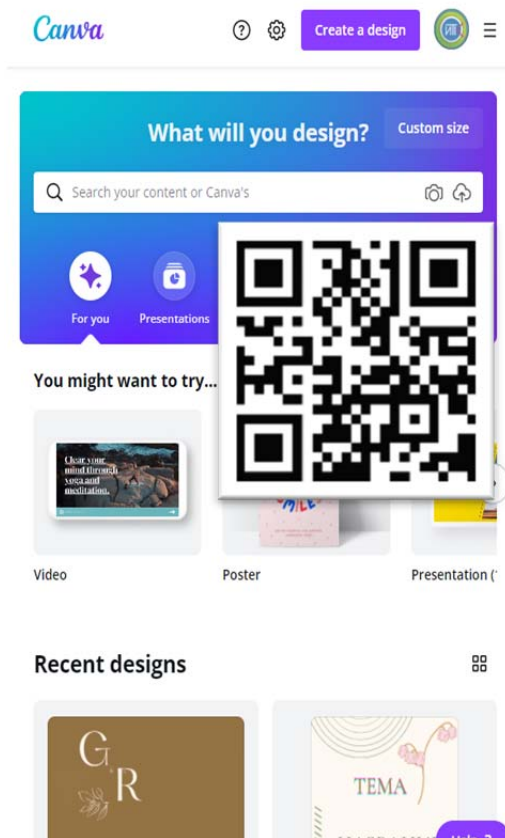 Canva
Create a design
What will you design?
Custom size
Search your content or Canva's
For you
Presentations
You might want to try...
Clear your
mind through
yoga and
meditation.
Video
Poster
Presentation (
Recent designs
G
R
TEMA